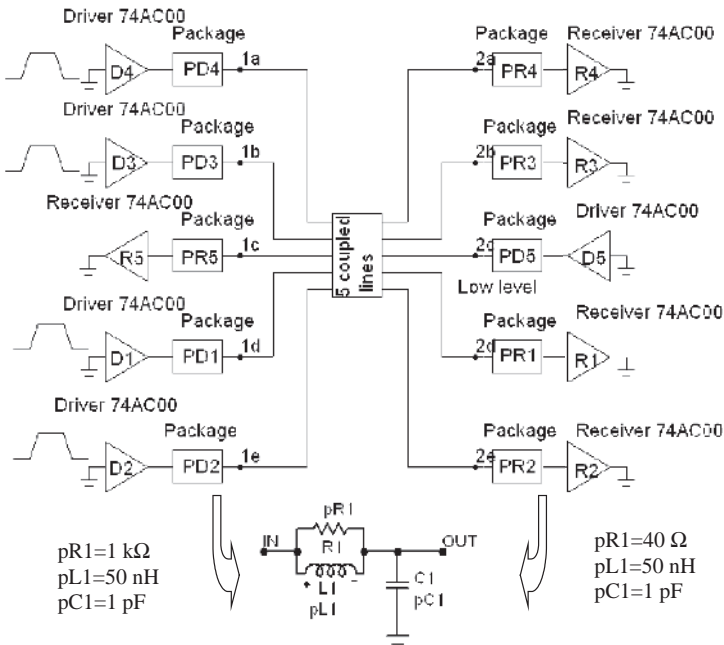 Driver 74AC00
Package
D4
PD4
1a
2a
Package
PR4
Receiver 74AC00
R4
Driver 74AC00
Package
D3
PD3
1b
2b
Package
PR3
Receiver 74AC00
R3
Receiver 74AC00
Package
R5
PR5
1c
5 coupled
lines
2c
Package
PD5
Driver 74AC00
D5
Low level
Driver 74AC00
Package
D1
PD1
1d
2d
Package
PR1
Receiver 74AC00
R1
Driver 74AC00
Package
D2
PD2
1e
2e
Package
PR2
Receiver 74AC00
R2
pR1=1 kΩ
pL1=50 nH
pC1=1 pF
pR1
IN
R1
OUT
L1
+ -
pL1
C1
pC1
pR1=40 Ω
pL1=50 nH
pC1=1 pF